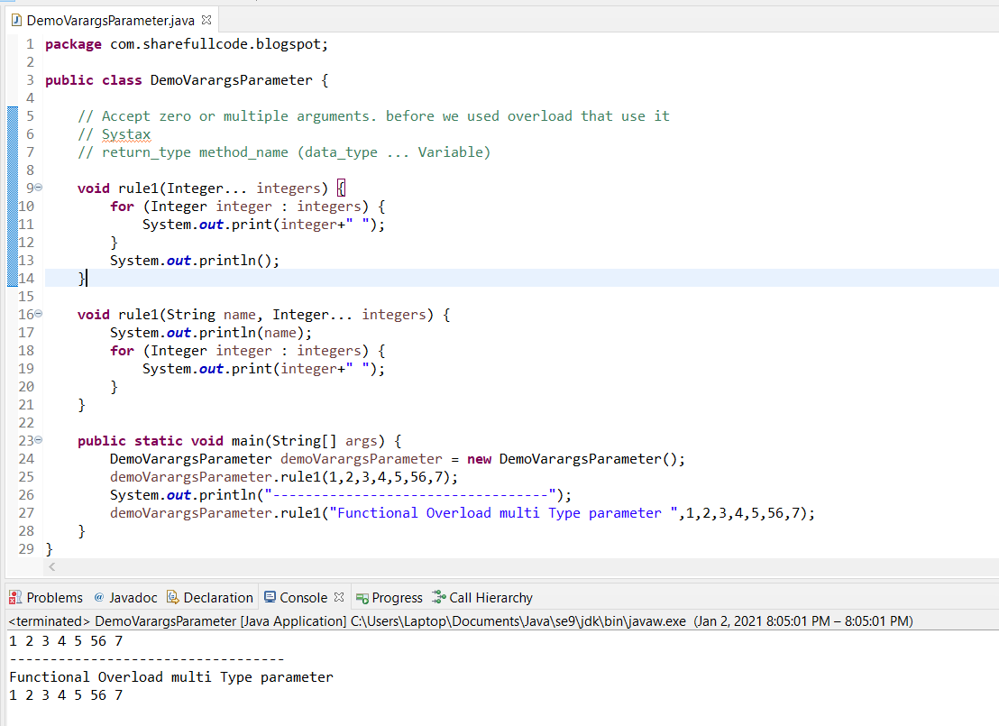 DemoVarargsParameter.java
1 package com.sharefullcode.blogspot;
2
3 public class DemoVarargsParameter {
4
5     // Accept zero or multiple arguments. before we used overload that use it
6     // Systax
7     // return_type method_name (data_type ... Variable)
8
9     void rule1(Integer... integers) {
10         for (Integer integer : integers) {
11             System.out.print(integer+" ");
12         }
13         System.out.println();
14     }
15
16     void rule1(String name, Integer... integers) {
17         System.out.println(name);
18         for (Integer integer : integers) {
19             System.out.print(integer+" ");
20         }
21     }
22
23     public static void main(String[] args) {
24         DemoVarargsParameter demoVarargsParameter = new DemoVarargsParameter();
25         demoVarargsParameter.rule1(1,2,3,4,5,56,7);
26         System.out.println("----------------------------------");
27         demoVarargsParameter.rule1("Functional Overload multi Type parameter ",1,2,3,4,5,56,7);
28     }
29 }
Problems @ Javadoc Declaration Console Progress Call Hierarchy
<terminated> DemoVarargsParameter [Java Application] C:\Users\Laptop\Documents\Java\se9\jdk\bin\javaw.exe (Jan 2, 2021 8:05:01 PM – 8:05:01 PM)
1 2 3 4 5 56 7
----------------------------------
Functional Overload multi Type parameter
1 2 3 4 5 56 7